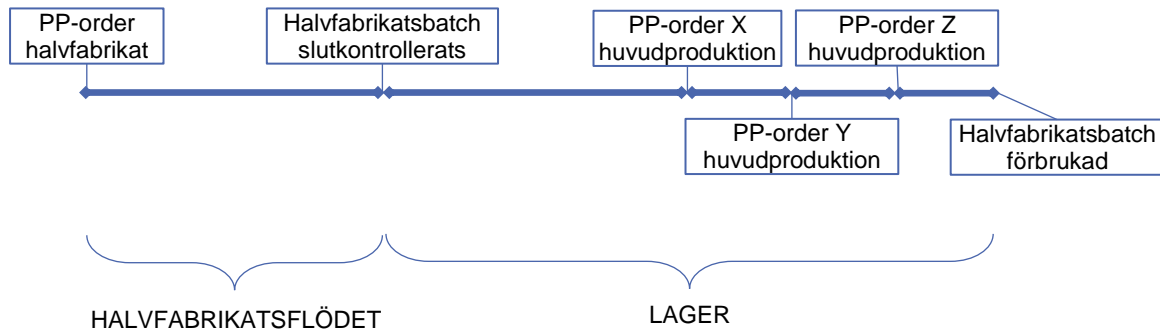 PP-order
halvfabrikat
Halvfabrikatsbatch
slutkontrollerats
PP-order X
huvudproduktion
PP-order Z
huvudproduktion
PP-order Y
huvudproduktion
Halvfabrikatsbatch
förbrukad
HALVFABRIKATSFLÖDET
LAGER